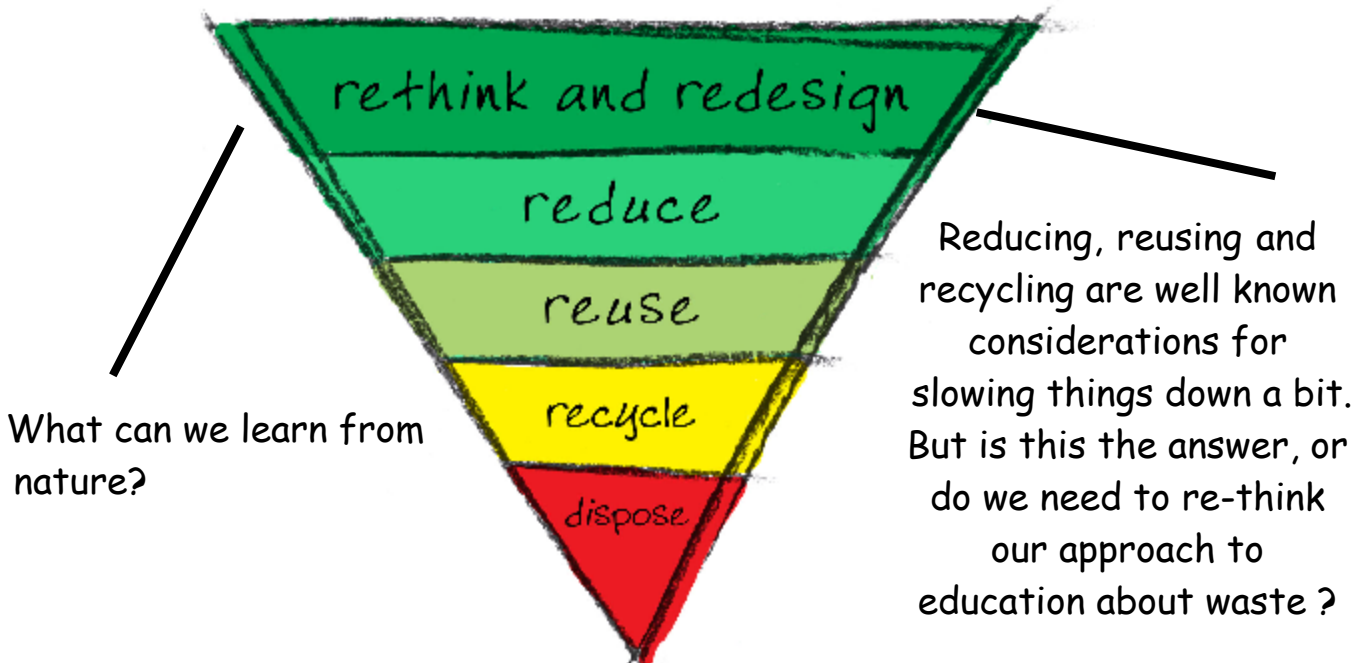 rethink and redesign
reduce
reuse
recycle
dispose
What can we learn from
nature?
Reducing, reusing and
recycling are well known
considerations for
slowing things down a bit.
But is this the answer, or
do we need to re-think
our approach to
education about waste ?